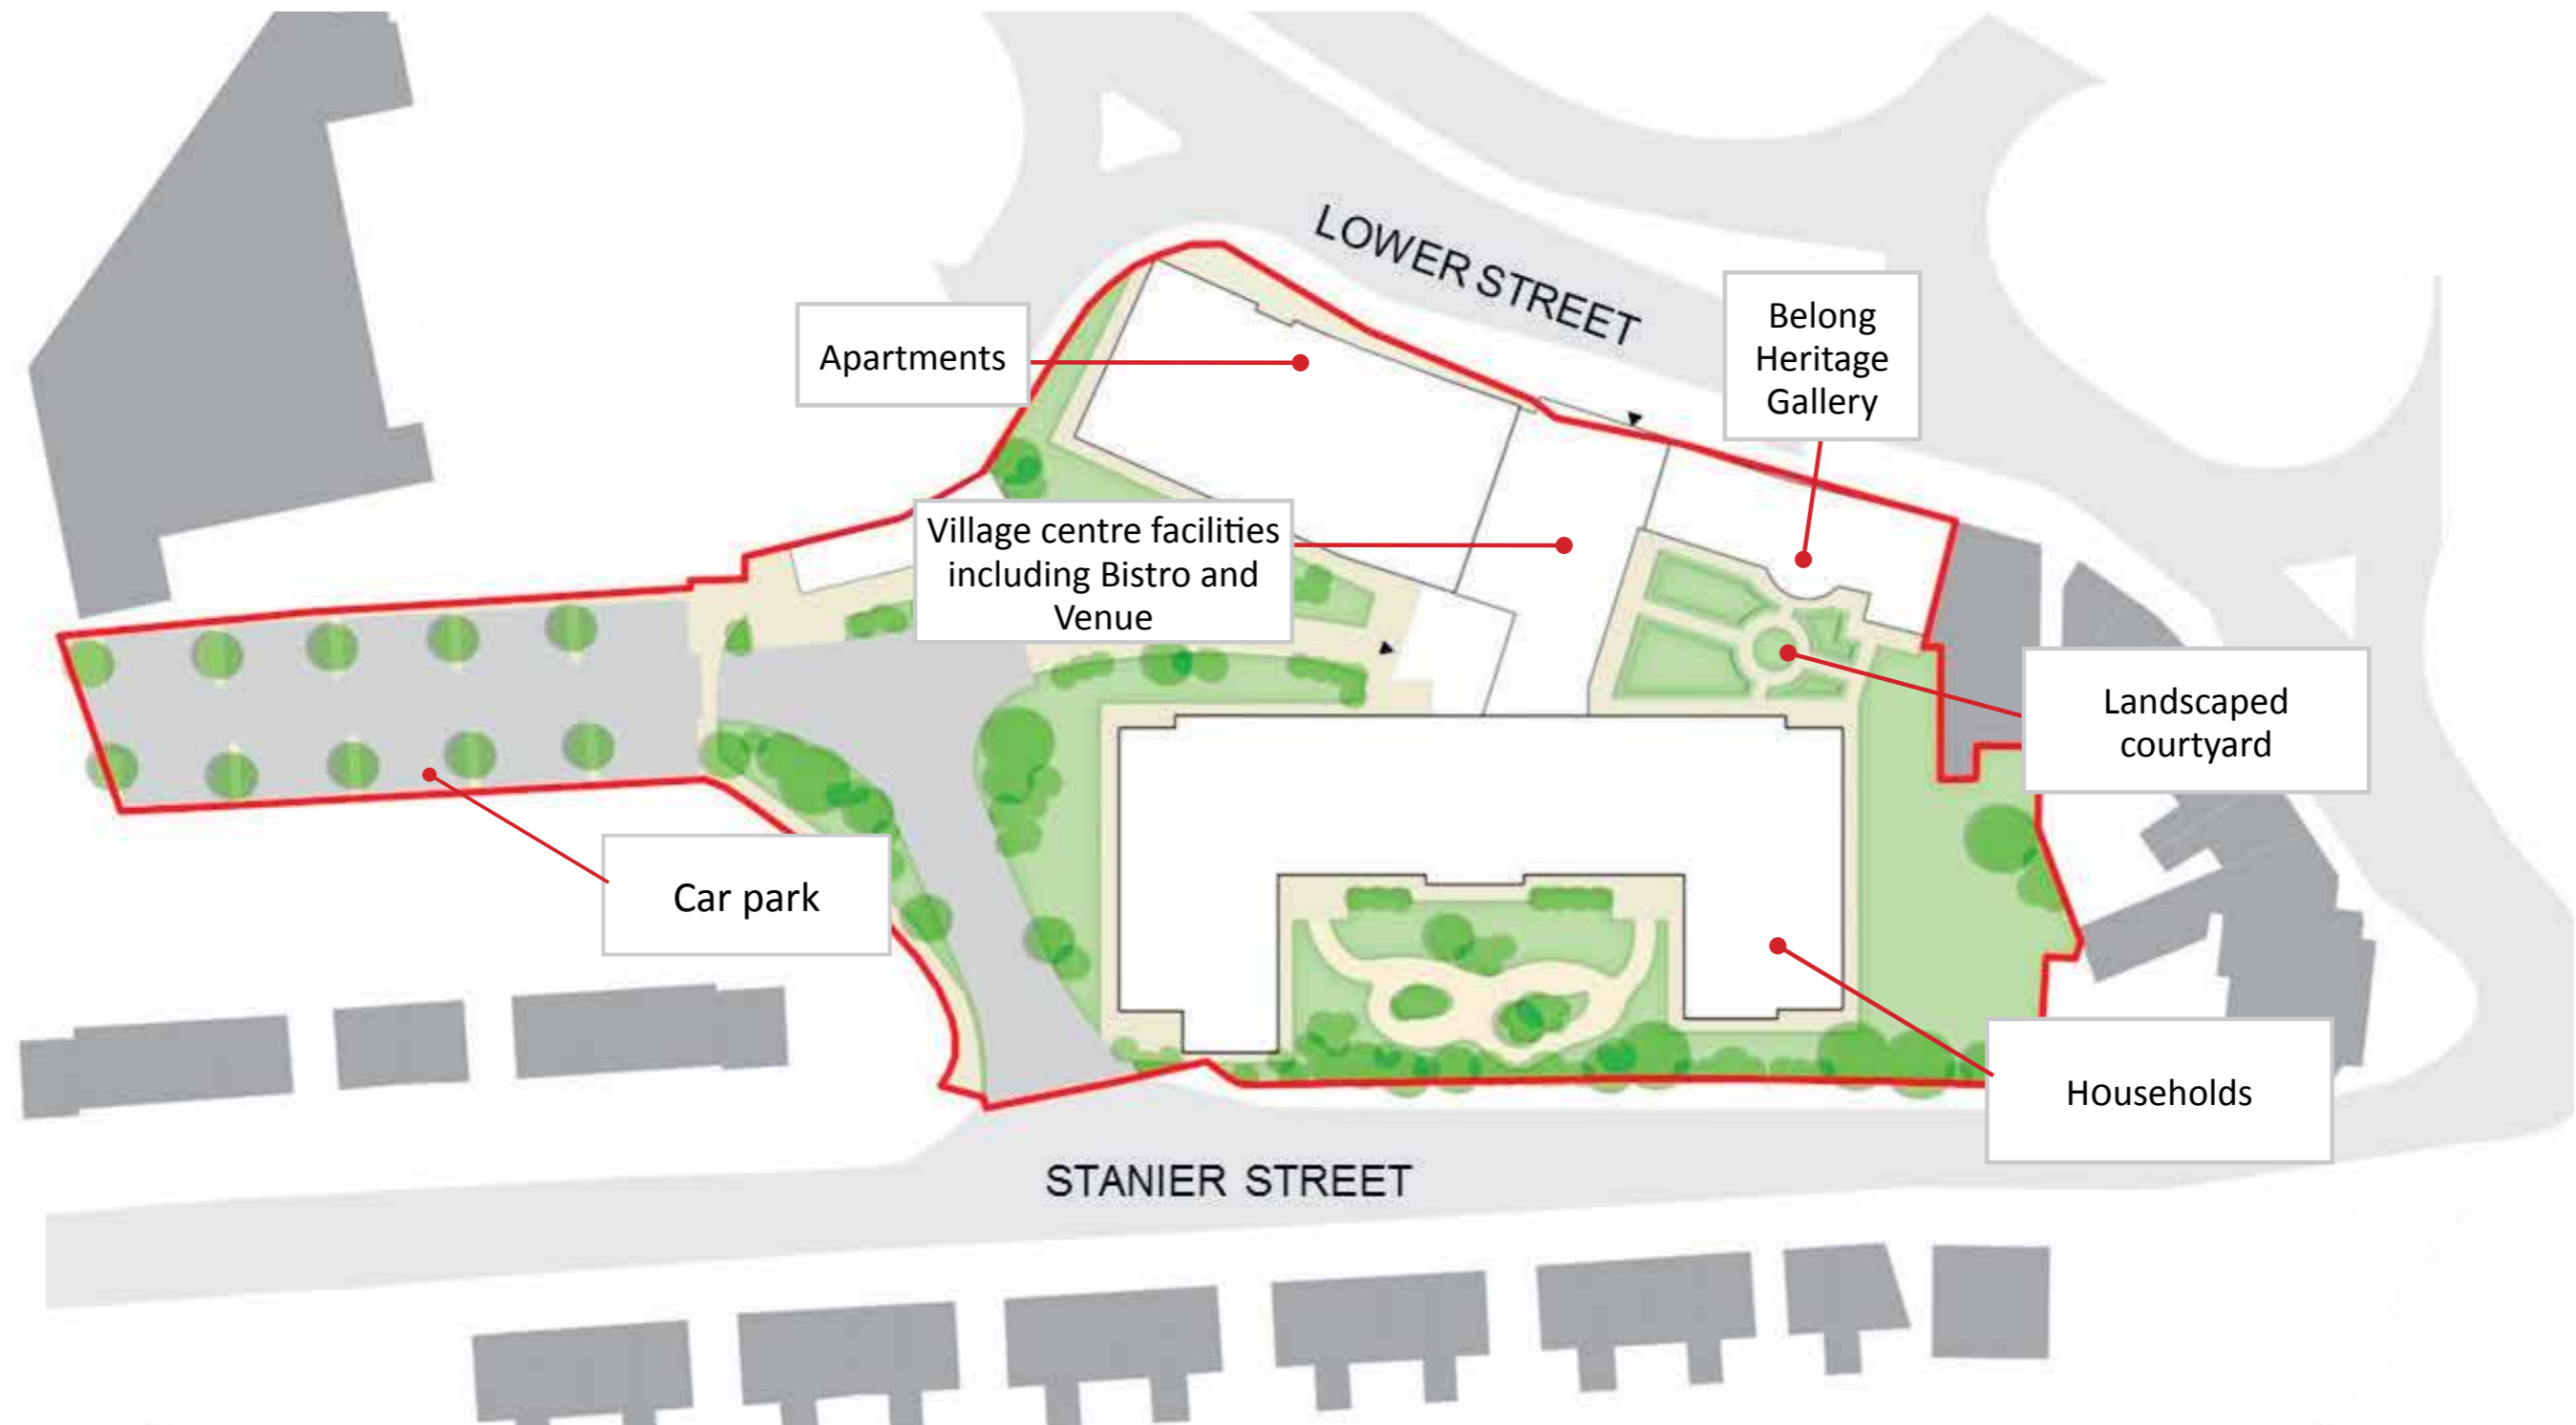 LOWER STREET
Belong
Heritage
Gallery
Apartments
Village centre facilities
including Bistro and
Venue
Landscaped
courtyard
Car park
Households
STANIER STREET